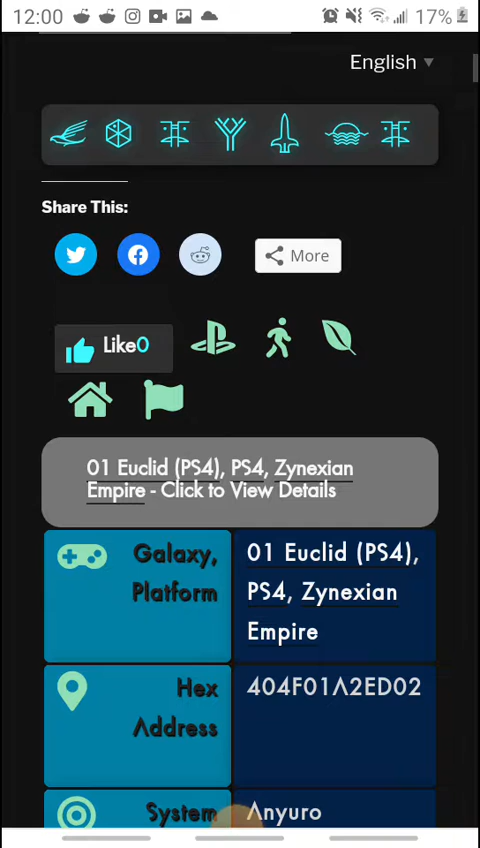 12:00 17%
English
Share This:
More
Like0
01 Euclid (PS4), PS4, Zynexian
Empire - Click to View Details
Galaxy,
Platform
01 Euclid (PS4),
PS4, Zynexian
Empire
Hex
Address
404F01A2ED02
System
Anyuro